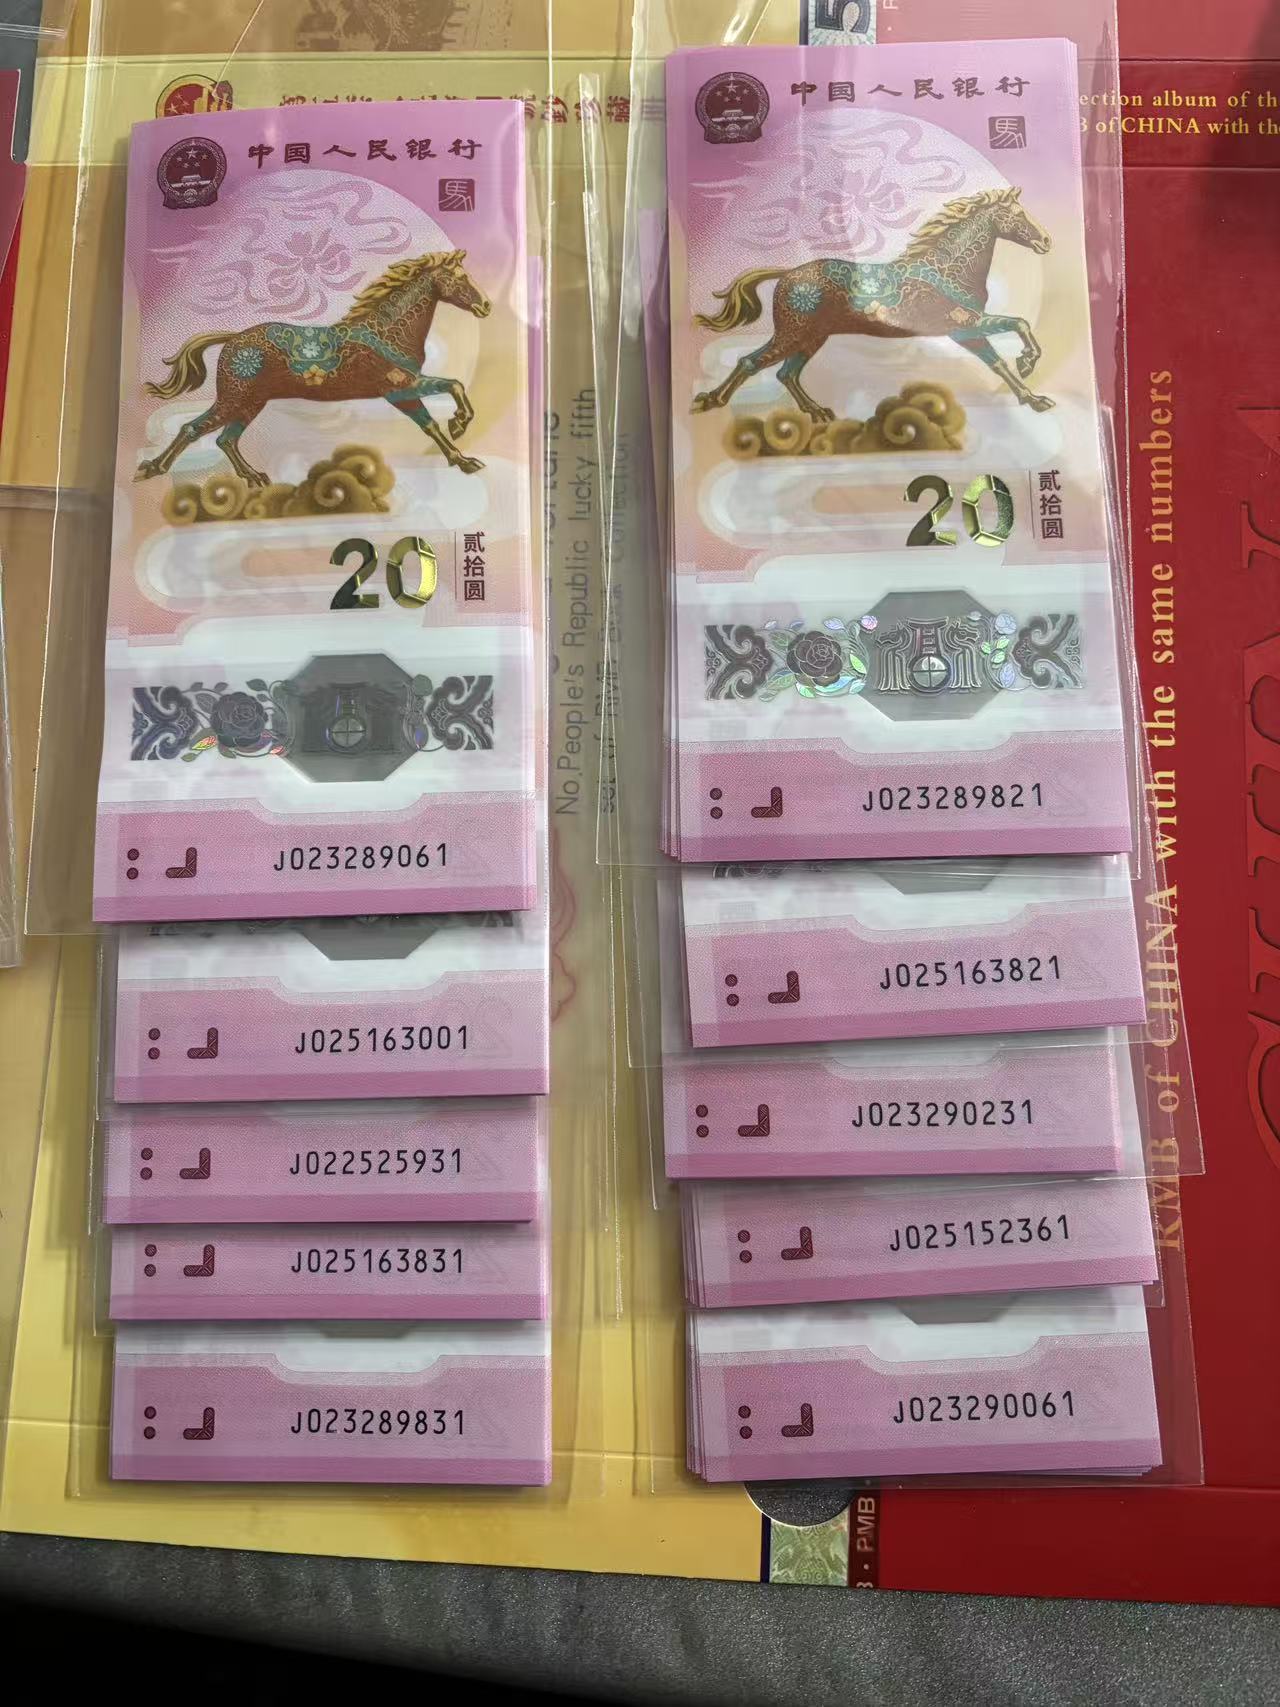 中国人民银行
馬
20
贰拾圆
J023289061
J025163001
J022525931
J025163831
J023289831
中国人民银行
馬
20
贰拾圆
J023289821
J025163821
J023290231
J025152361
J023290061
No.People's Republic lucky fifth
RMB of CHINA with the same numbers
ection album of th
of CHINA with th
5